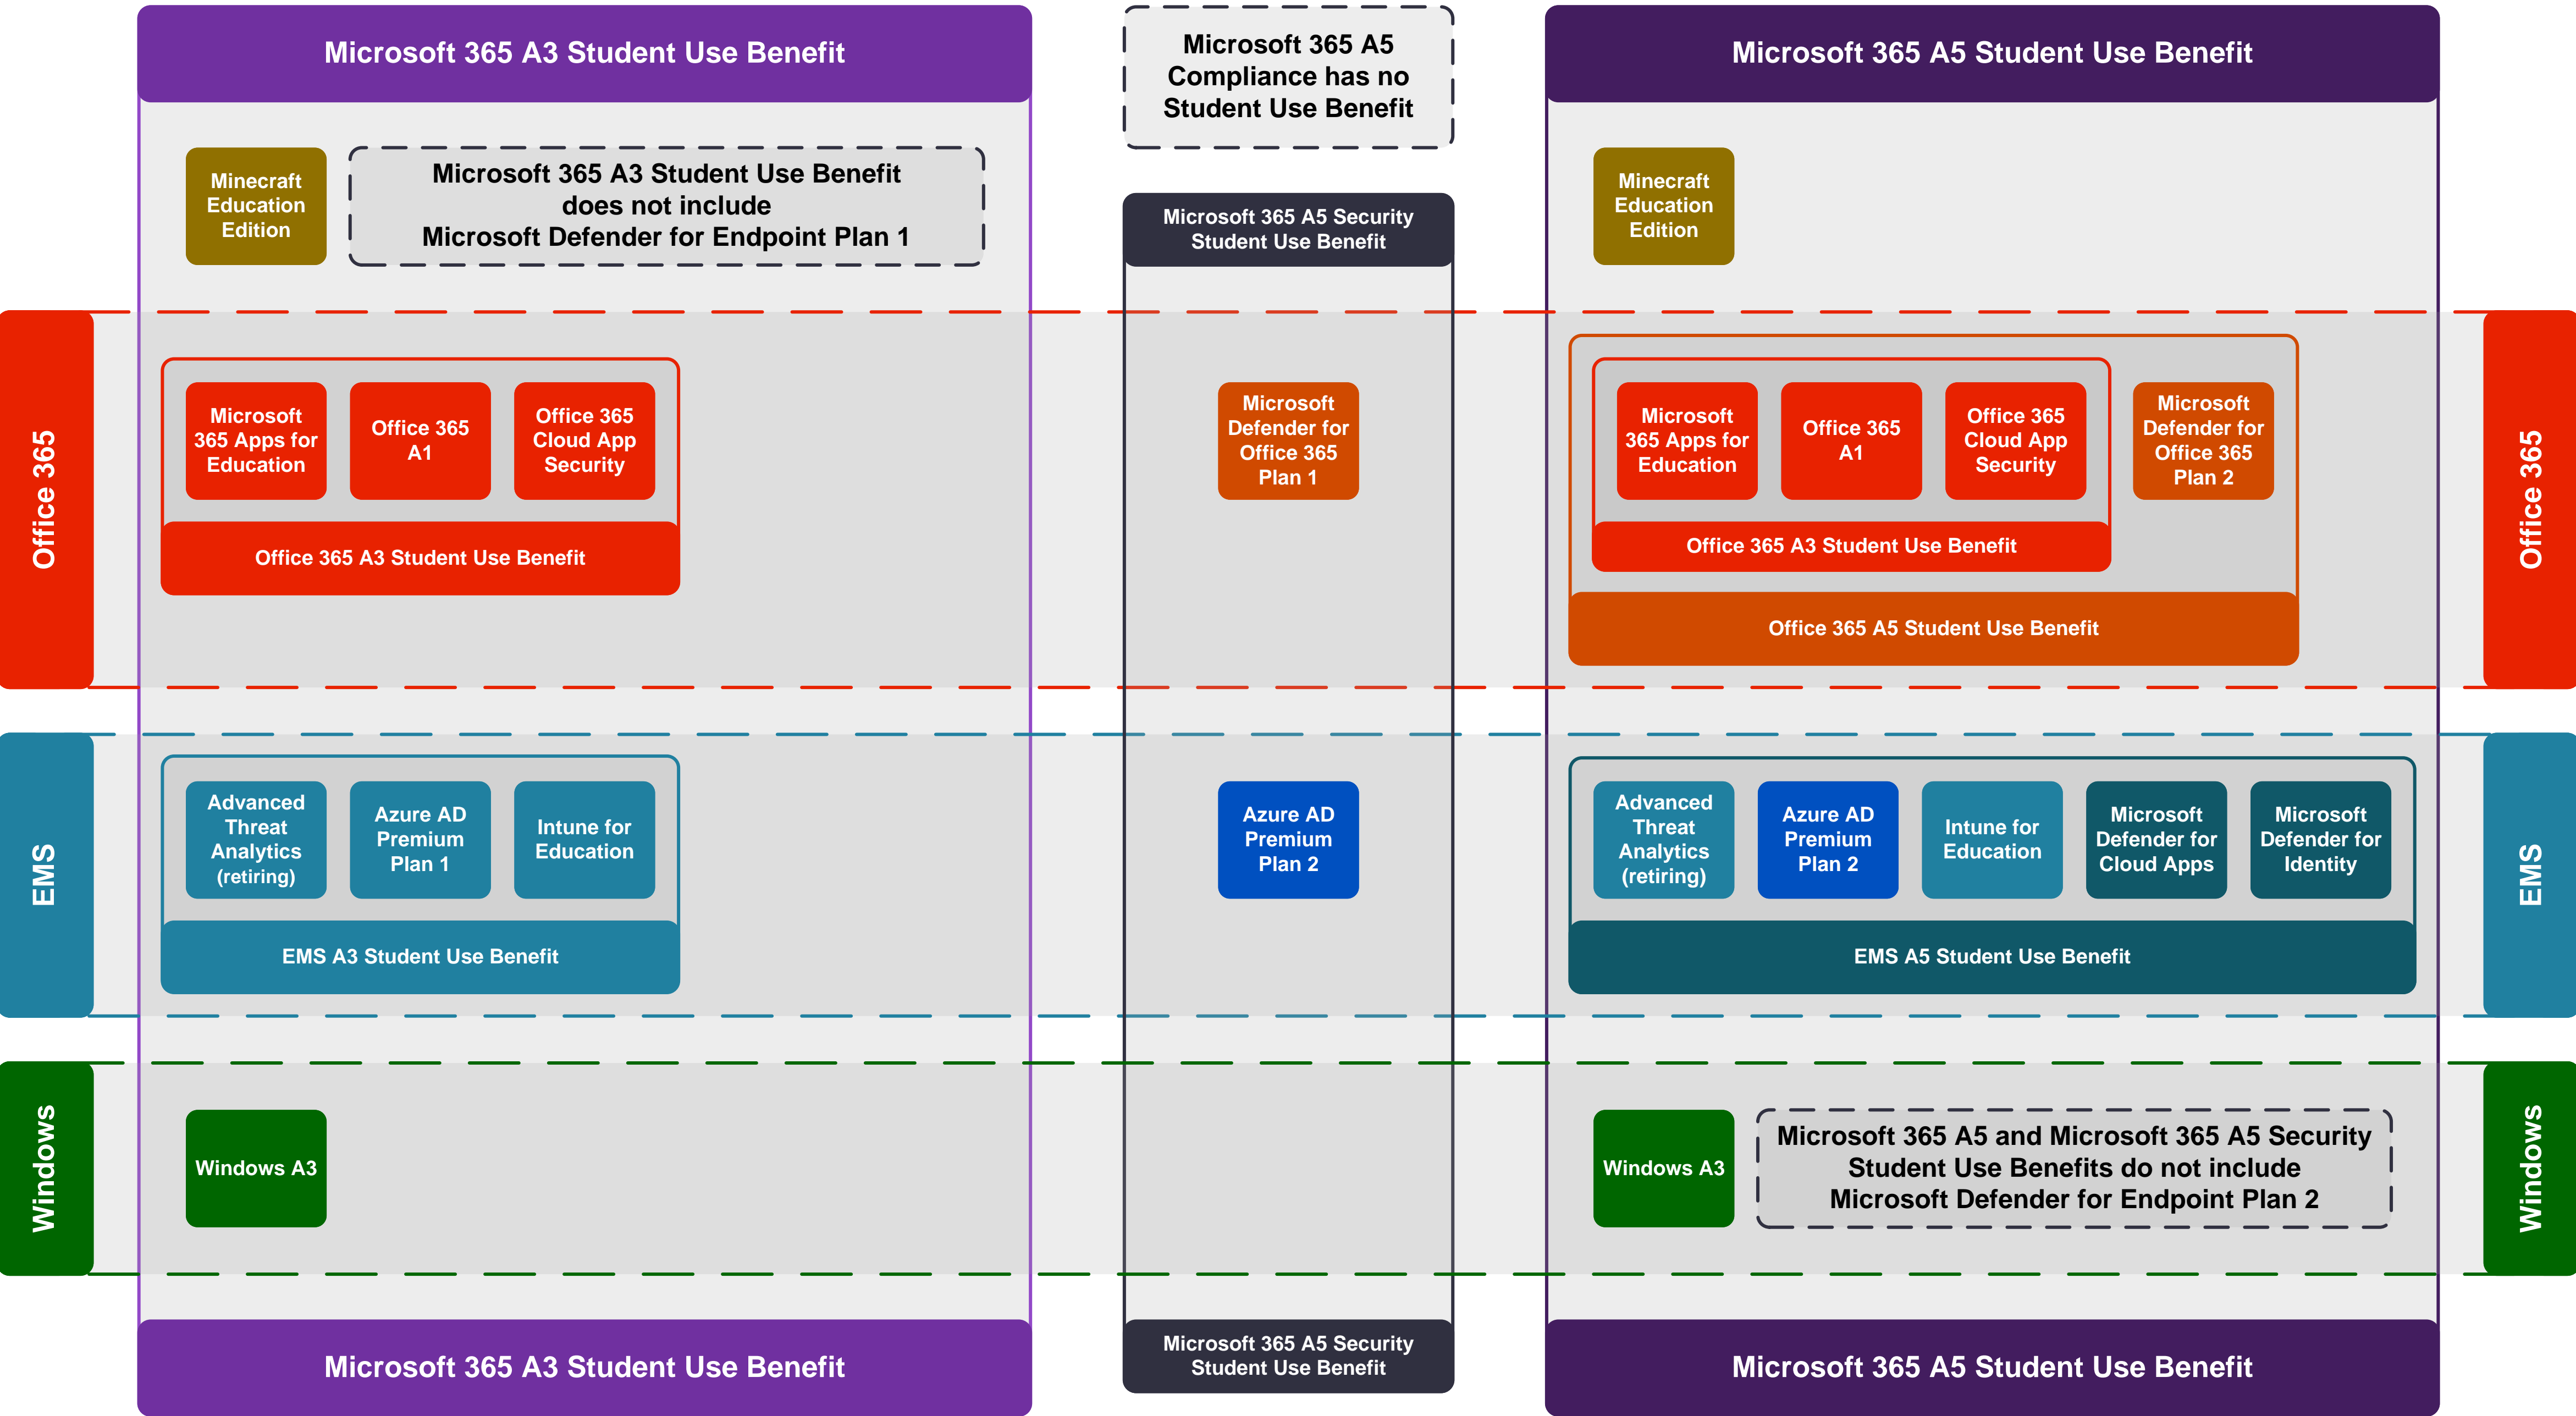 Microsoft 365 A3 Student Use Benefit
Microsoft 365 A5
Compliance has no
Student Use Benefit
Microsoft 365 A5 Student Use Benefit
Minecraft
Education
Edition
Microsoft 365 A3 Student Use Benefit
does not include
Microsoft Defender for Endpoint Plan 1
Microsoft 365 A5 Security
Student Use Benefit
Minecraft
Education
Edition
Office 365
Microsoft
365 Apps for
Education
Office 365
A1
Office 365
Cloud App
Security
Office 365 A3 Student Use Benefit
Microsoft
Defender for
Office 365
Plan 1
Microsoft
365 Apps for
Education
Office 365
A1
Office 365
Cloud App
Security
Office 365 A3 Student Use Benefit
Microsoft
Defender for
Office 365
Plan 2
Office 365 A5 Student Use Benefit
Office 365
EMS
Advanced
Threat
Analytics
(retiring)
Azure AD
Premium
Plan 1
Intune for
Education
EMS A3 Student Use Benefit
Azure AD
Premium
Plan 2
Advanced
Threat
Analytics
(retiring)
Azure AD
Premium
Plan 2
Intune for
Education
Microsoft
Defender for
Cloud Apps
Microsoft
Defender for
Identity
EMS A5 Student Use Benefit
EMS
Windows
Windows A3
Windows A3
Microsoft 365 A5 and Microsoft 365 A5 Security
Student Use Benefits do not include
Microsoft Defender for Endpoint Plan 2
Windows
Microsoft 365 A3 Student Use Benefit
Microsoft 365 A5 Security
Student Use Benefit
Microsoft 365 A5 Student Use Benefit